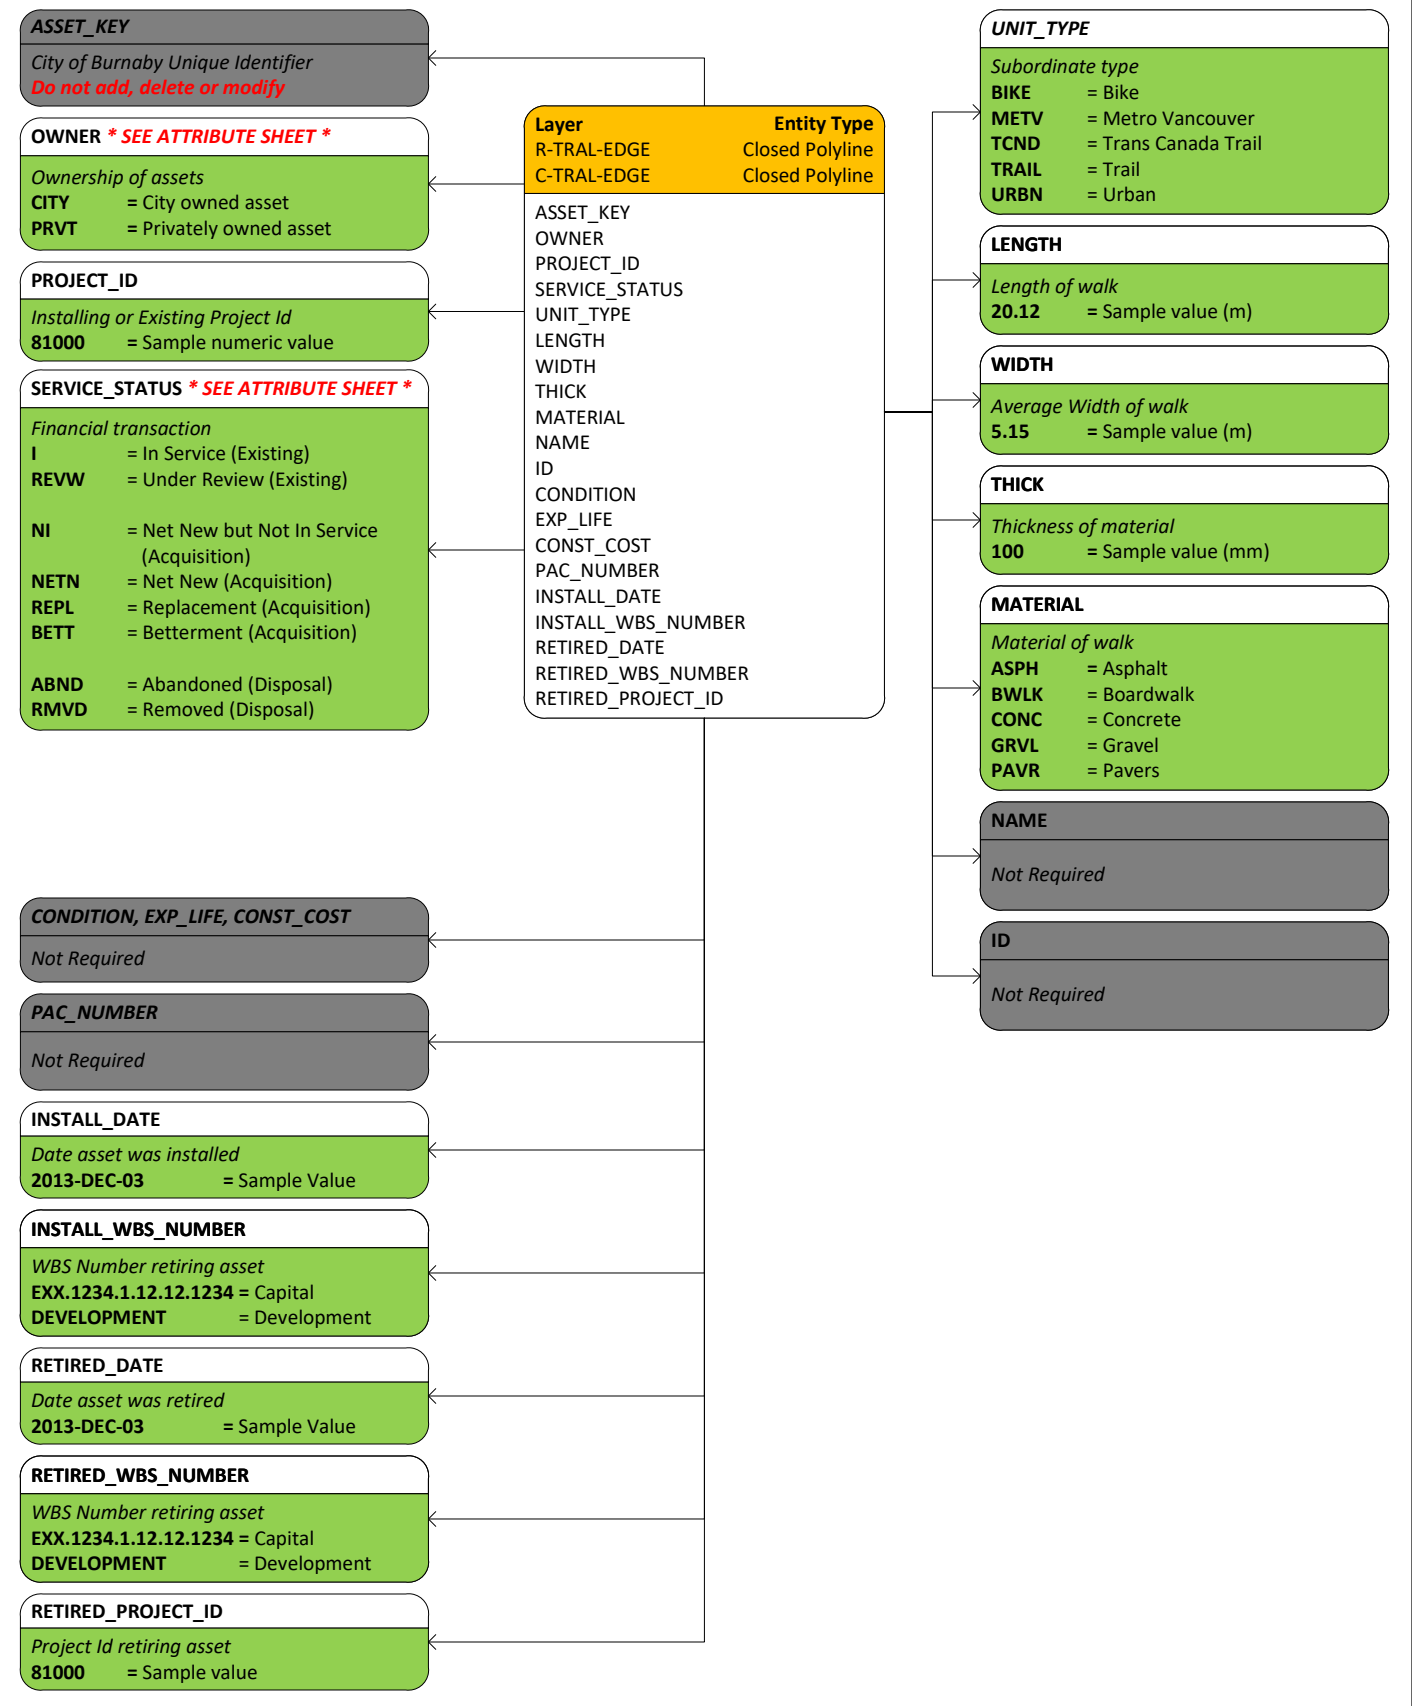 ASSET_KEY
City of Burnaby Unique Identifier
Do not add, delete or modify
OWNER * SEE ATTRIBUTE SHEET *
Ownership of assets
CITY = City owned asset
PRVT = Privately owned asset
PROJECT_ID
Installing or Existing Project Id
81000 = Sample numeric value
SERVICE_STATUS * SEE ATTRIBUTE SHEET *
Financial transaction
I = In Service (Existing)
REVW = Under Review (Existing)
NI = Net New but Not In Service
(Acquisition)
NETN = Net New (Acquisition)
REPL = Replacement (Acquisition)
BETT = Betterment (Acquisition)
ABND = Abandoned (Disposal)
RMVD = Removed (Disposal)
CONDITION, EXP_LIFE, CONST_COST
Not Required
PAC_NUMBER
Not Required
INSTALL_DATE
Date asset was installed
2013-DEC-03 = Sample Value
INSTALL_WBS_NUMBER
WBS Number retiring asset
EXX.1234.1.12.12.1234 = Capital
DEVELOPMENT = Development
RETIRED_DATE
Date asset was retired
2013-DEC-03 = Sample Value
RETIRED_WBS_NUMBER
WBS Number retiring asset
EXX.1234.1.12.12.1234 = Capital
DEVELOPMENT = Development
RETIRED_PROJECT_ID
Project Id retiring asset
81000 = Sample value
Layer Entity Type
R-TRAL-EDGE Closed Polyline
C-TRAL-EDGE Closed Polyline
ASSET_KEY
OWNER
PROJECT_ID
SERVICE_STATUS
UNIT_TYPE
LENGTH
WIDTH
THICK
MATERIAL
NAME
ID
CONDITION
EXP_LIFE
CONST_COST
PAC_NUMBER
INSTALL_DATE
INSTALL_WBS_NUMBER
RETIRED_DATE
RETIRED_WBS_NUMBER
RETIRED_PROJECT_ID
UNIT_TYPE
Subordinate type
BIKE = Bike
METV = Metro Vancouver
TCND = Trans Canada Trail
TRAIL = Trail
URBN = Urban
LENGTH
Length of walk
20.12 = Sample value (m)
WIDTH
Average Width of walk
5.15 = Sample value (m)
THICK
Thickness of material
100 = Sample value (mm)
MATERIAL
Material of walk
ASPH = Asphalt
BWLK = Boardwalk
CONC = Concrete
GRVL = Gravel
PAVR = Pavers
NAME
Not Required
ID
Not Required